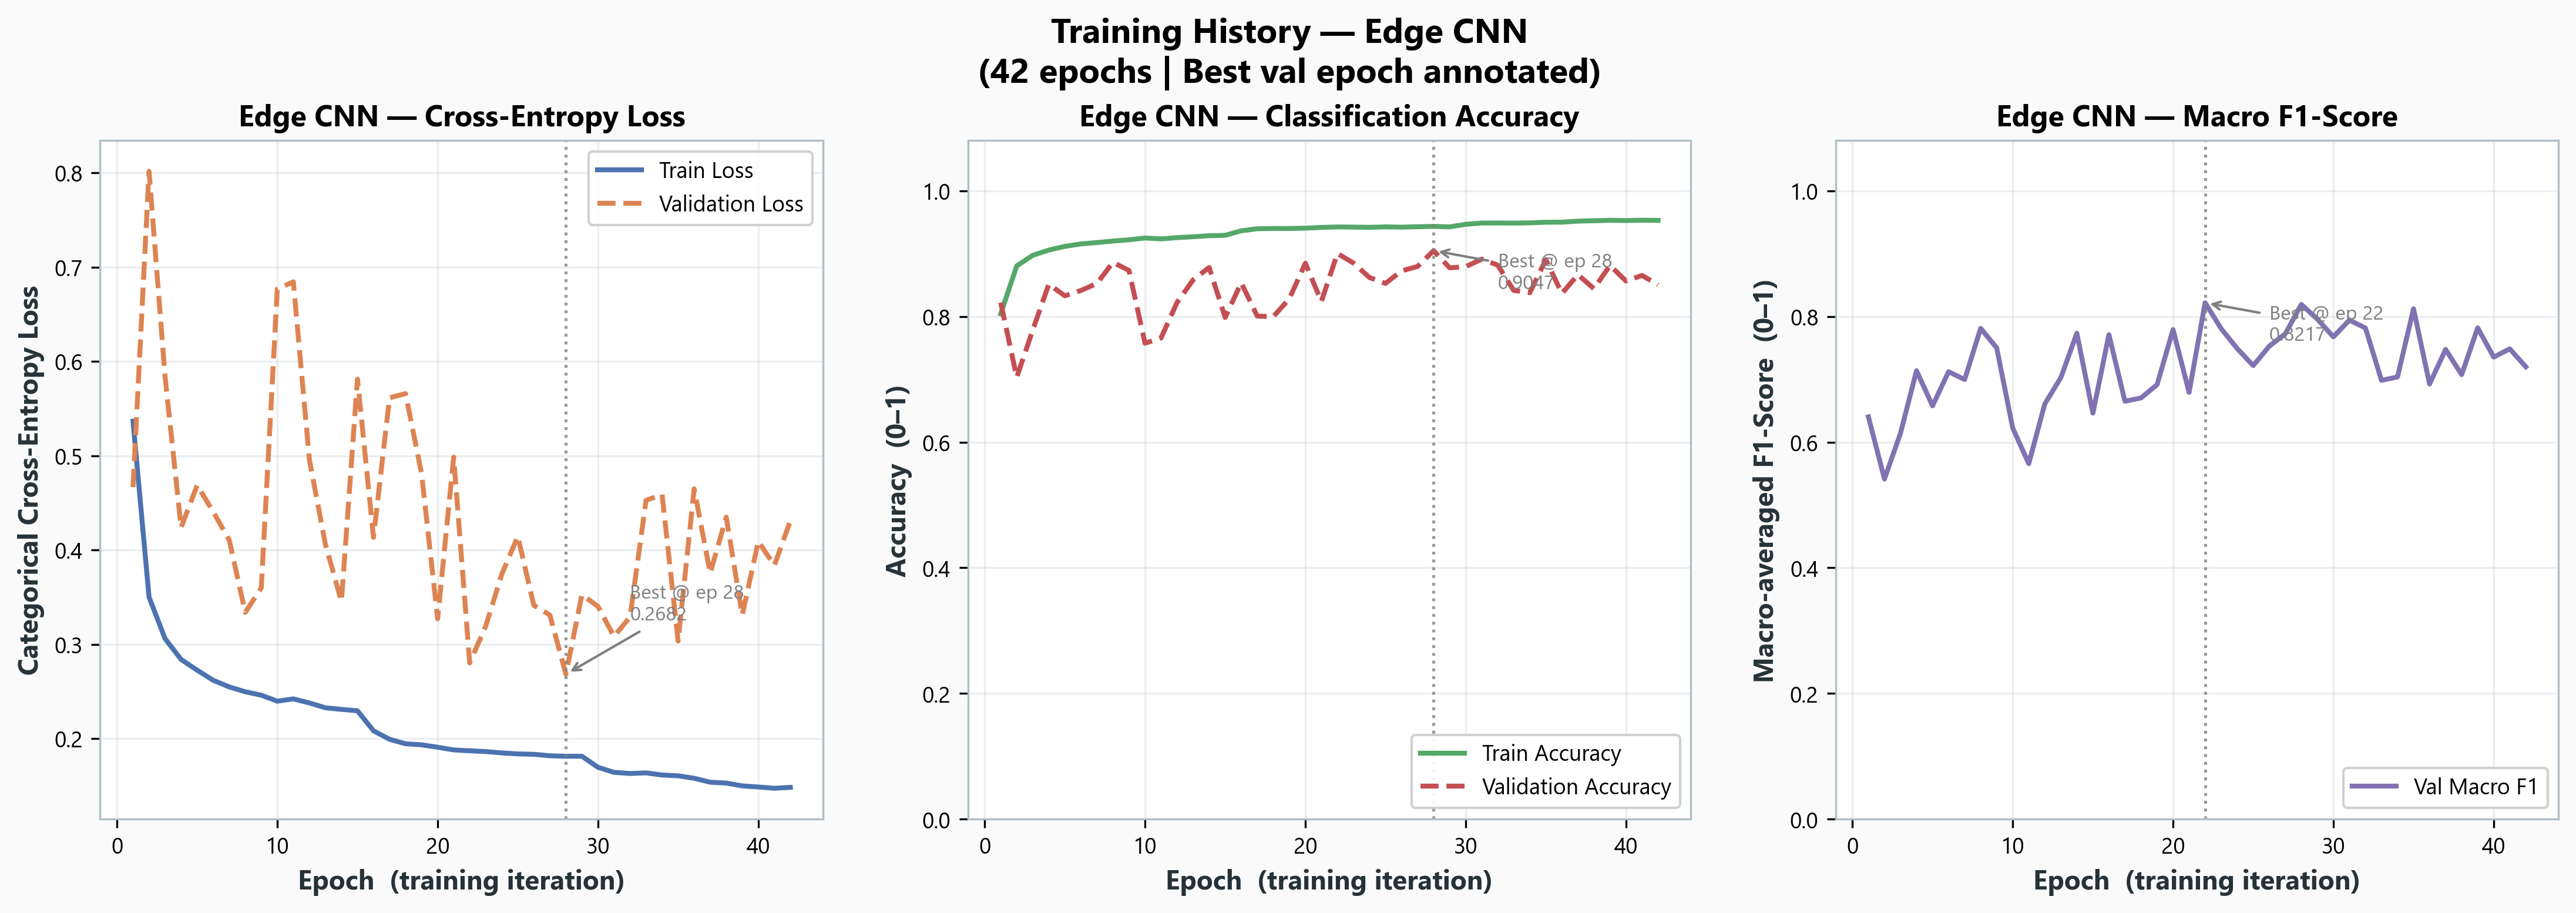 Training History — Edge CNN
(42 epochs | Best val epoch annotated)
Edge CNN — Cross-Entropy Loss
Categorical Cross-Entropy Loss
0.8
0.7
0.6
0.5
0.4
0.3
0.2
Train Loss
Validation Loss
Best @ ep 28
0.2682
0
10
20
30
40
Epoch (training iteration)
Edge CNN — Classification Accuracy
Accuracy (0–1)
1.0
0.8
0.6
0.4
0.2
0.0
Best @ ep 28
0.9047
Train Accuracy
Validation Accuracy
0
10
20
30
40
Epoch (training iteration)
Edge CNN — Macro F1-Score
Macro-averaged F1-Score (0–1)
1.0
0.8
0.6
0.4
0.2
0.0
Best @ ep 22
0.8217
Val Macro F1
0
10
20
30
40
Epoch (training iteration)